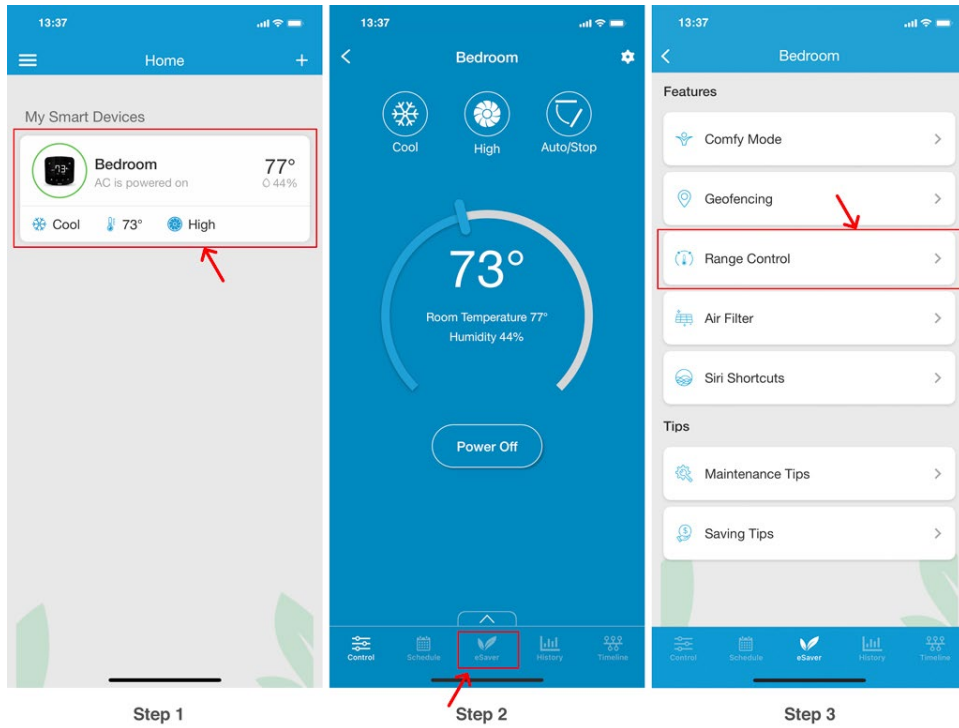 13:37
Home
+
My Smart Devices
-73-
Bedroom
AC is powered on
77°
44%
Cool
73°
High
Step 1
13:37
Bedroom
Cool
High
Auto/Stop
73°
Room Temperature 77°
Humidity 44%
Power Off
Control
Schedule
eSaver
History
Timeline
Step 2
13:37
Bedroom
Features
Comfy Mode
Geofencing
Range Control
Air Filter
Siri Shortcuts
Tips
Maintenance Tips
Saving Tips
Control
Schedule
eSaver
History
Timeline
Step 3